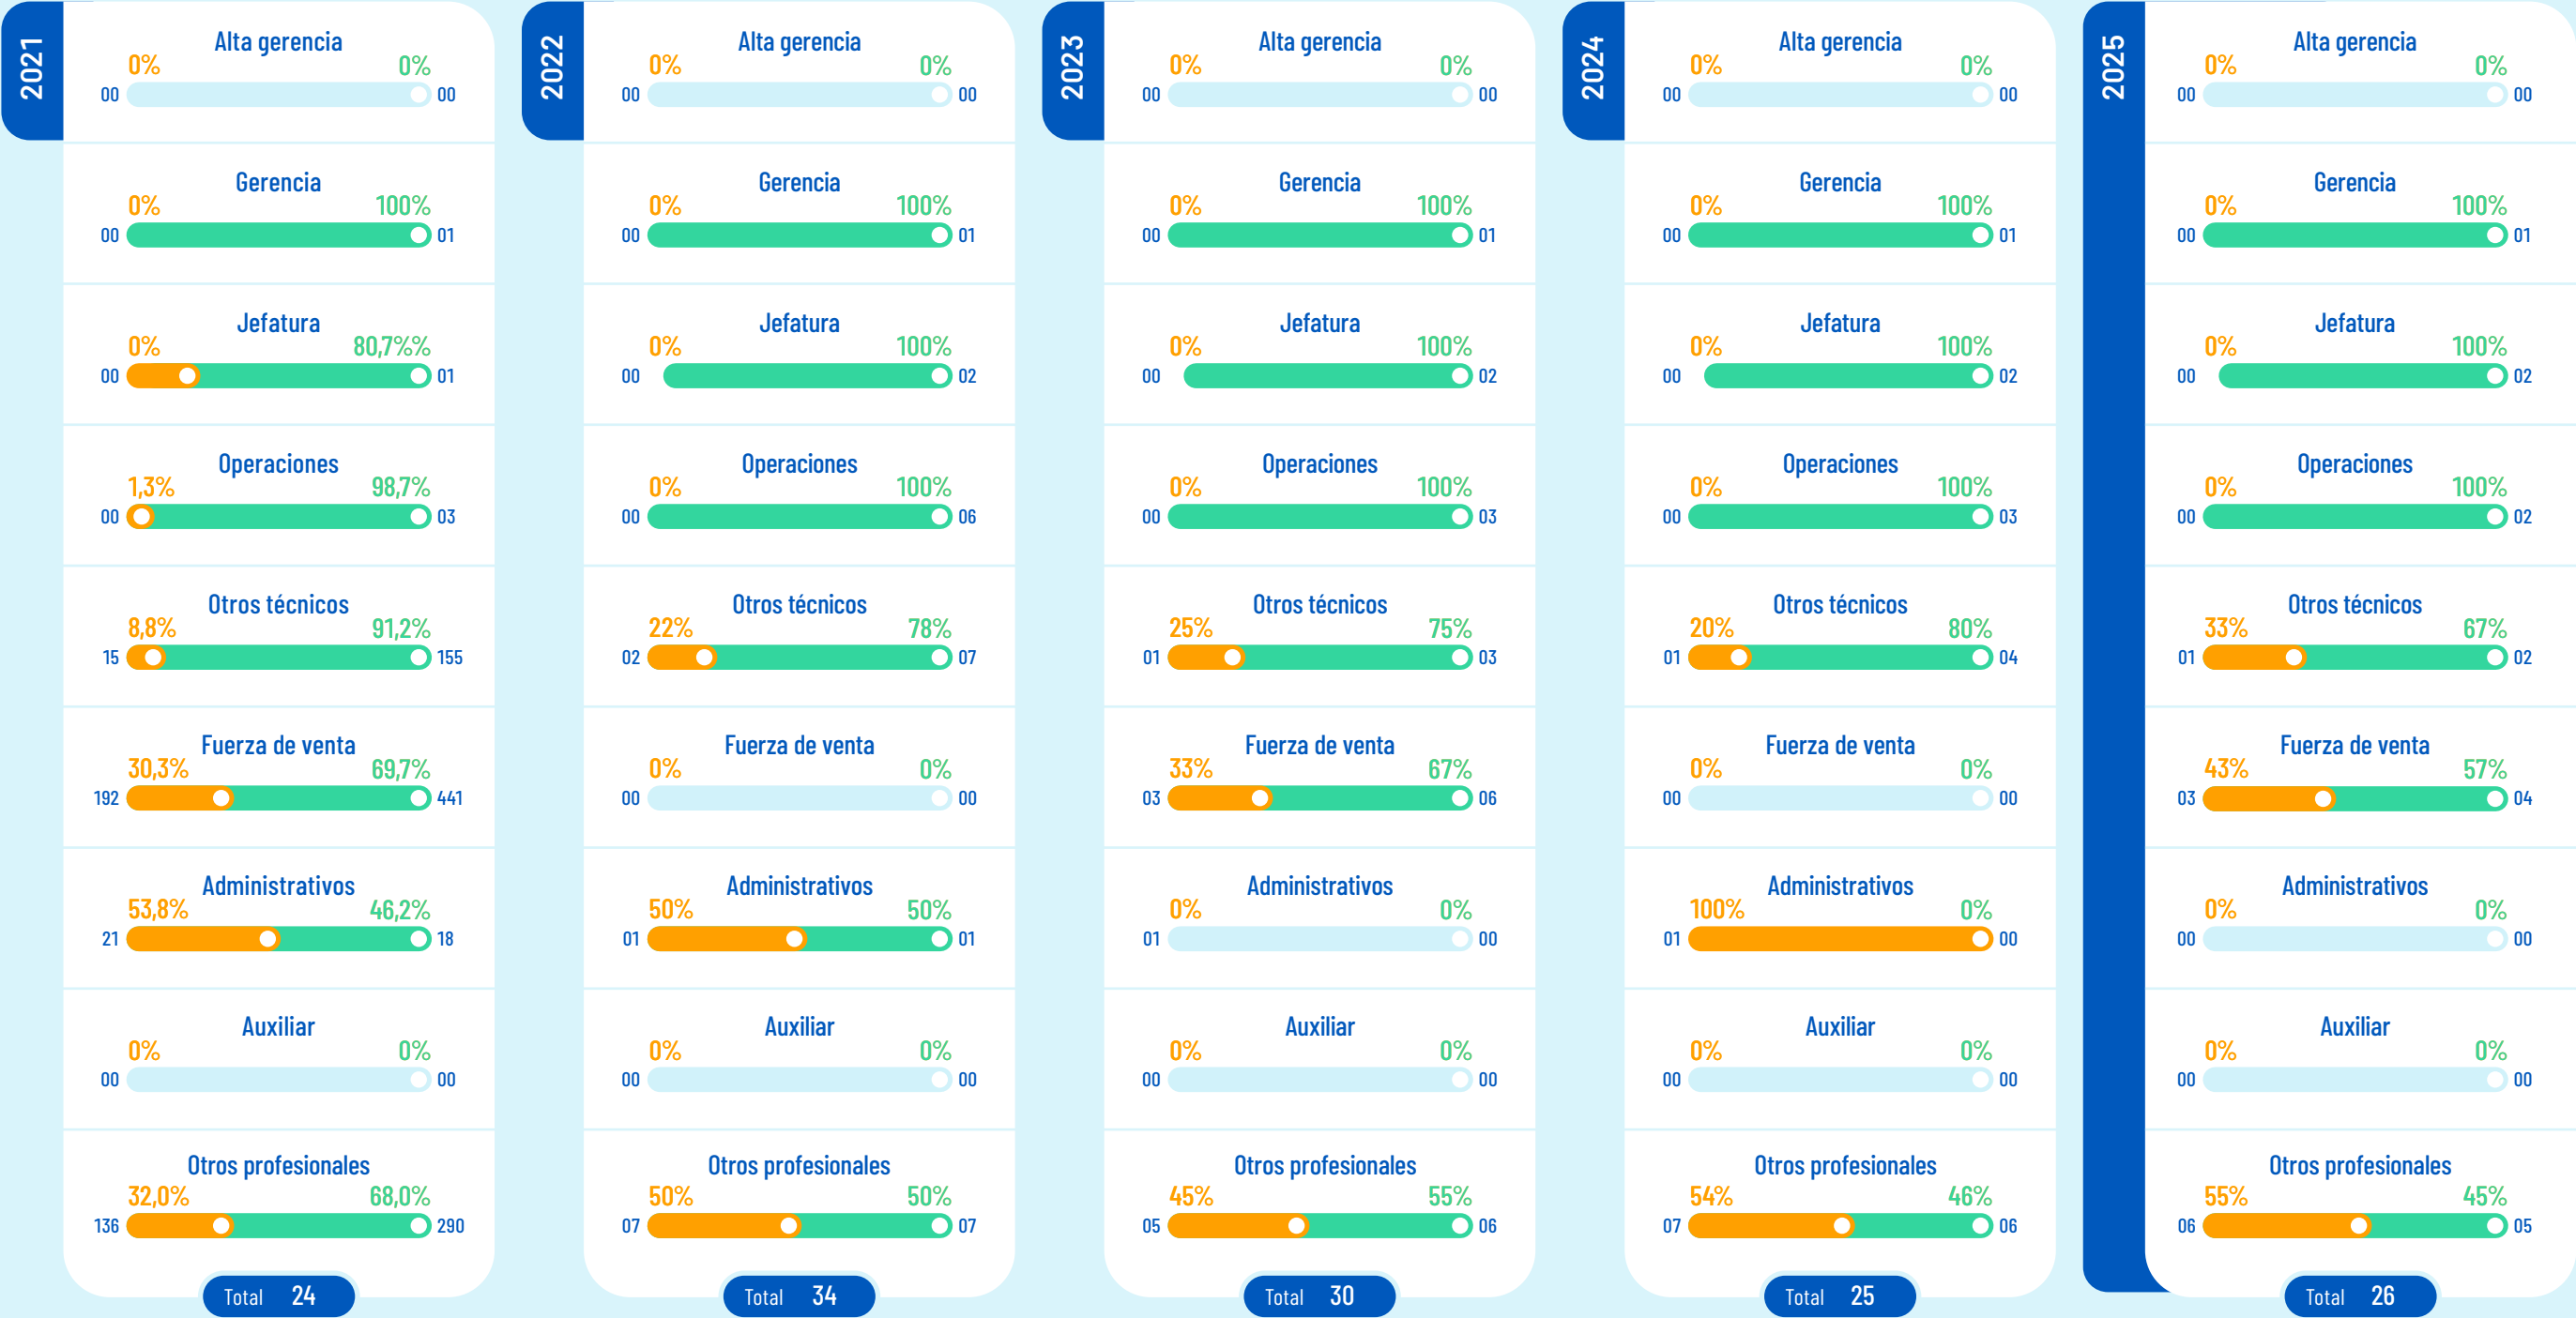 2021
Alta gerencia
0% 0%
00 00
Gerencia
0% 100%
00 01
Jefatura
0% 80,7%%
00 01
Operaciones
1,3% 98,7%
00 03
Otros técnicos
8,8% 91,2%
15 155
Fuerza de venta
30,3% 69,7%
192 441
Administrativos
53,8% 46,2%
21 18
Auxiliar
0% 0%
00 00
Otros profesionales
32,0% 68,0%
136 290
Total 24
2022
Alta gerencia
0% 0%
00 00
Gerencia
0% 100%
00 01
Jefatura
0% 100%
00 02
Operaciones
0% 100%
00 06
Otros técnicos
22% 78%
02 07
Fuerza de venta
0% 0%
00 00
Administrativos
50% 50%
01 01
Auxiliar
0% 0%
00 00
Otros profesionales
50% 50%
07 07
Total 34
2023
Alta gerencia
0% 0%
00 00
Gerencia
0% 100%
00 01
Jefatura
0% 100%
00 02
Operaciones
0% 100%
00 03
Otros técnicos
25% 75%
01 03
Fuerza de venta
33% 67%
03 06
Administrativos
0% 0%
01 00
Auxiliar
0% 0%
00 00
Otros profesionales
45% 55%
05 06
Total 30
2024
Alta gerencia
0% 0%
00 00
Gerencia
0% 100%
00 01
Jefatura
0% 100%
00 02
Operaciones
0% 100%
00 03
Otros técnicos
20% 80%
01 04
Fuerza de venta
0% 0%
00 00
Administrativos
100% 0%
01 00
Auxiliar
0% 0%
00 00
Otros profesionales
54% 46%
07 06
Total 25
2025
Alta gerencia
0% 0%
00 00
Gerencia
0% 100%
00 01
Jefatura
0% 100%
00 02
Operaciones
0% 100%
00 02
Otros técnicos
33% 67%
01 02
Fuerza de venta
43% 57%
03 04
Administrativos
0% 0%
00 00
Auxiliar
0% 0%
00 00
Otros profesionales
55% 45%
06 05
Total 26